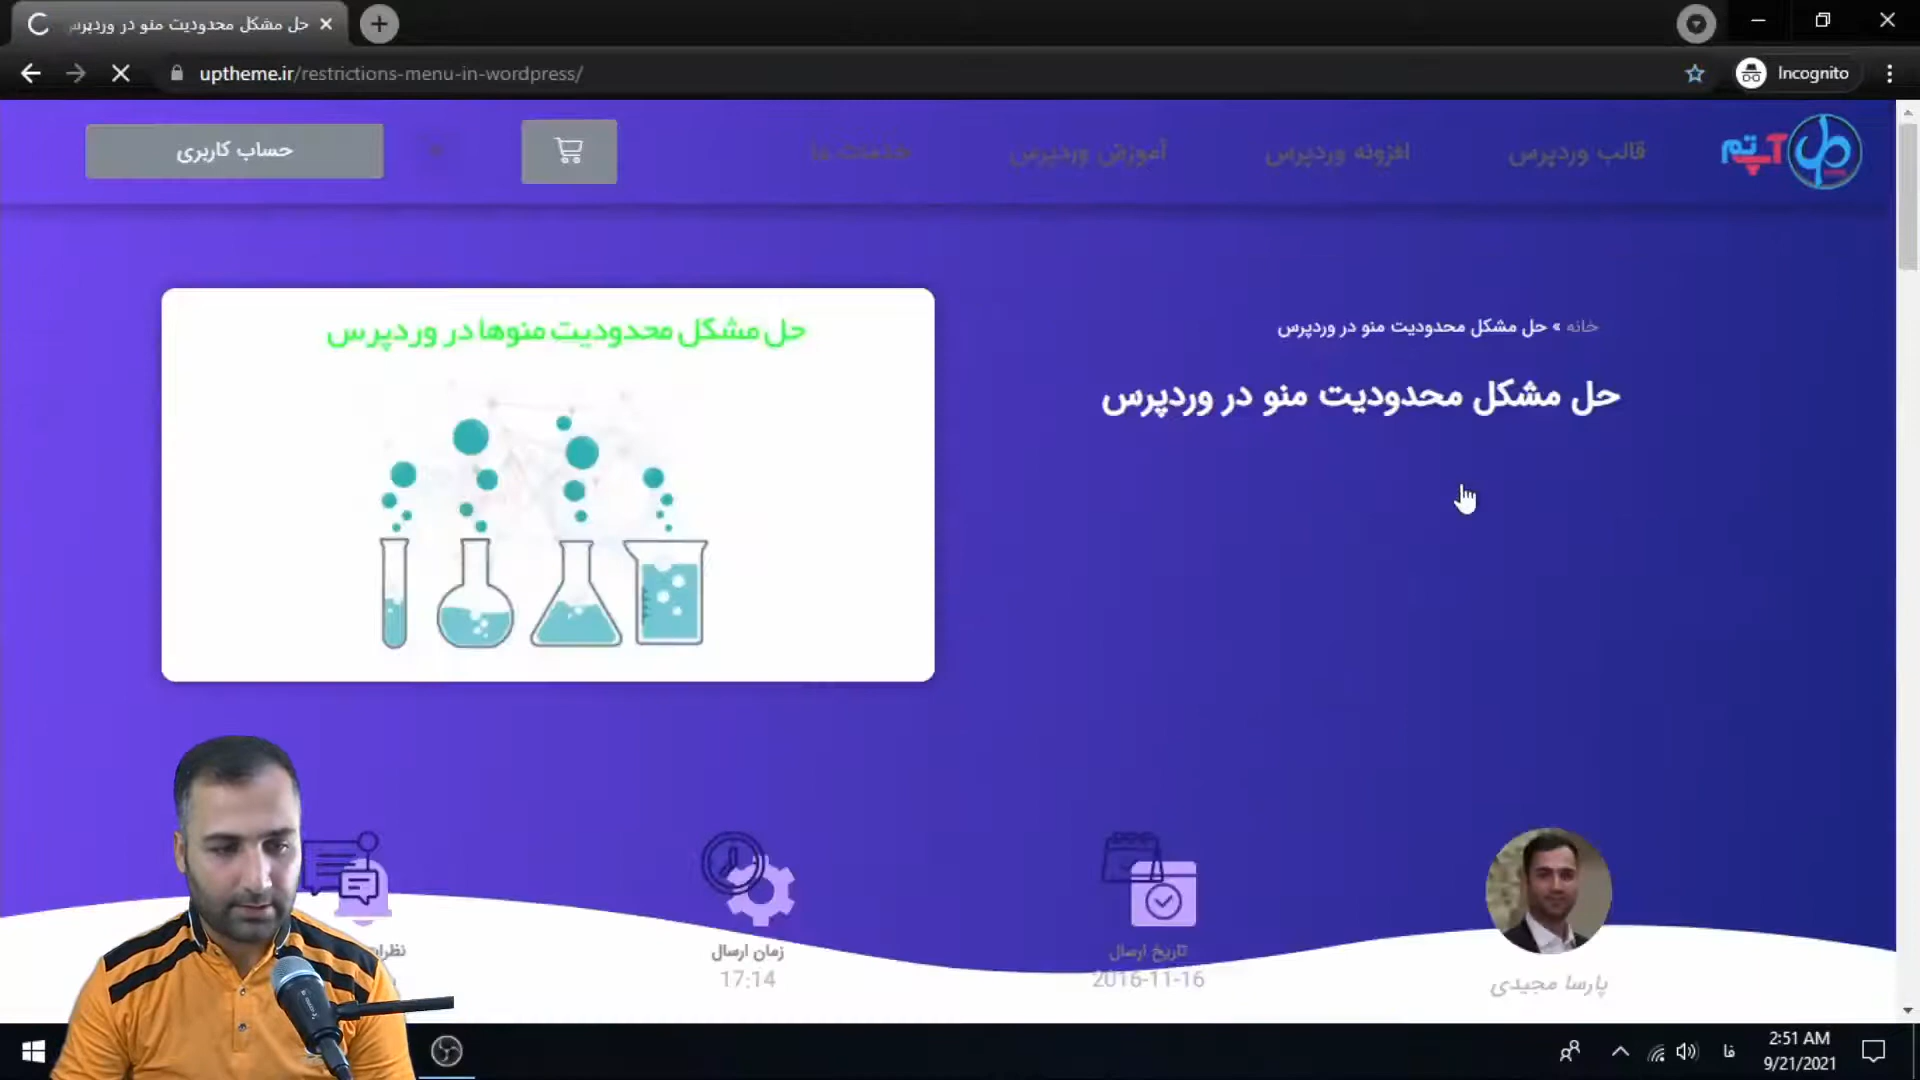 حل مشکل محدودیت منو در وردپرس
uptheme.ir/restrictions-menu-in-wordpress/
Incognito
آپتم
قالب وردپرس
افزونه وردپرس
آموزش وردپرس
خدمات ما
حساب کاربری
خانه » حل مشکل محدودیت منو در وردپرس
حل مشکل محدودیت منو در وردپرس
حل مشکل محدودیت منوها در وردپرس
پارسا مجیدی
تاریخ ارسال
2016-11-16
زمان ارسال
17:14
فا
2:51 AM
9/21/2021